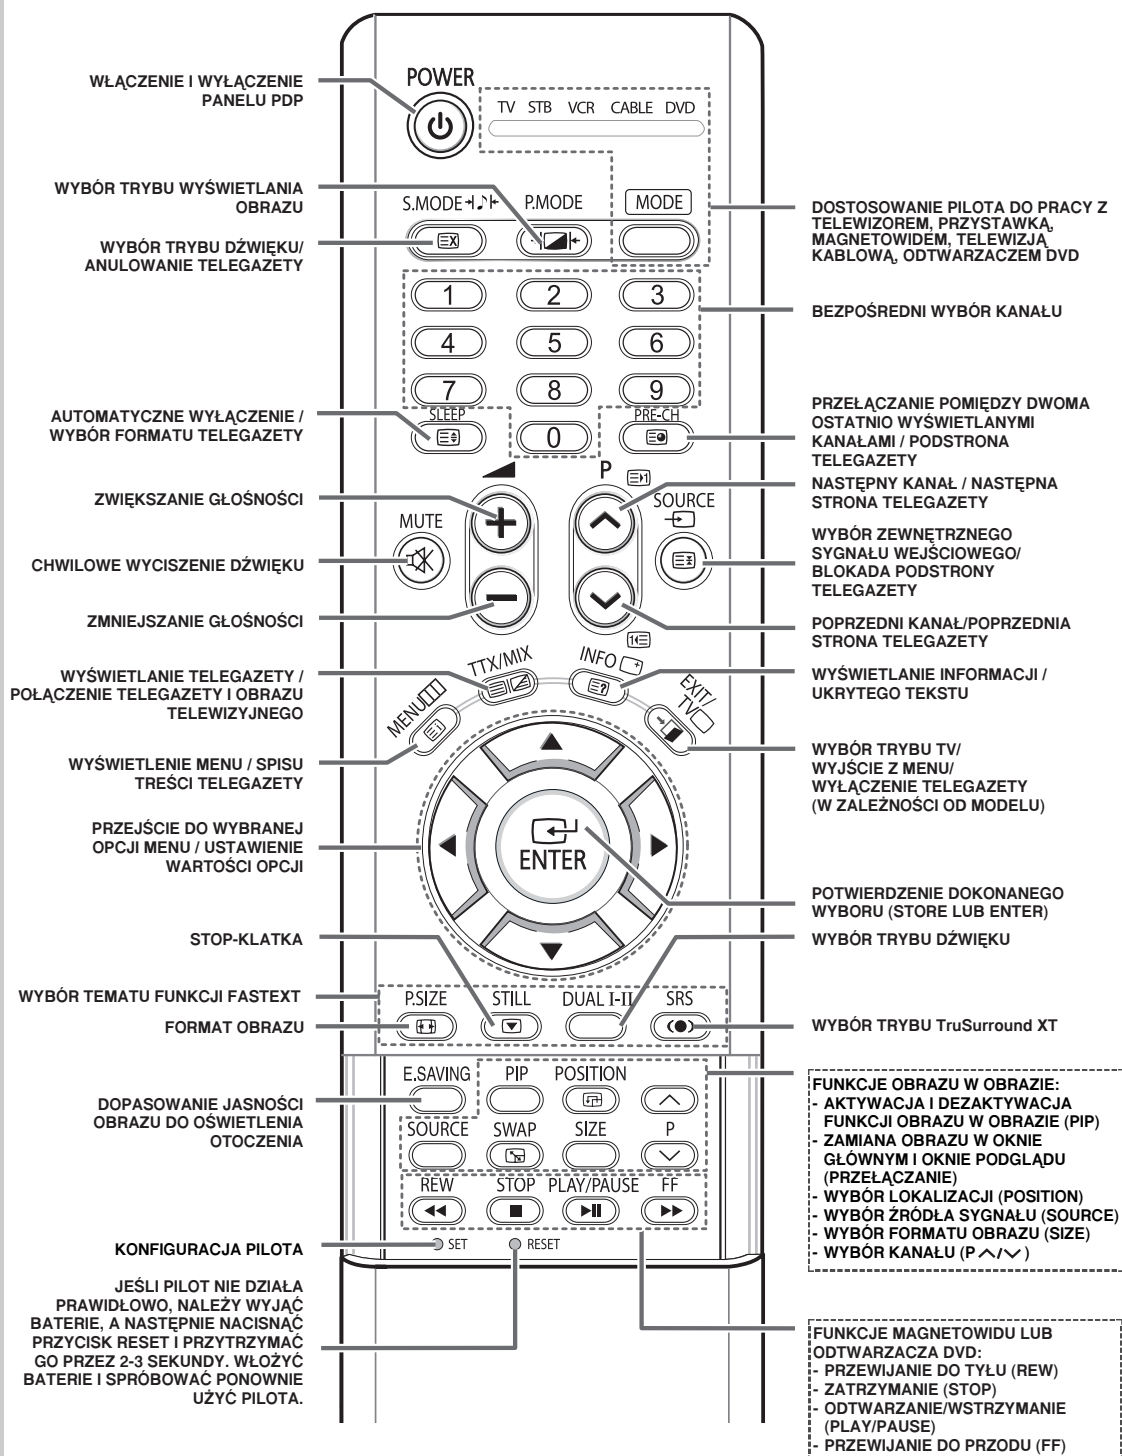 WŁĄCZENIE I WYŁĄCZENIE
PANELU PDP
WYBÓR TRYBU WYŚWIETLANIA
OBRAZU
WYBÓR TRYBU DŹWIĘKU/
ANULOWANIE TELEGAZETY
AUTOMATYCZNE WYŁĄCZENIE /
WYBÓR FORMATU TELEGAZETY
ZWIĘKSZANIE GŁOŚNOŚCI
CHWILOWE WYCISZENIE DŹWIĘKU
ZMNIEJSZANIE GŁOŚNOŚCI
WYŚWIETLANIE TELEGAZETY /
POŁĄCZENIE TELEGAZETY I OBRAZU
TELEWIZYJNEGO
WYŚWIETLENIE MENU / SPISU
TREŚCI TELEGAZETY
PRZEJŚCIE DO WYBRANEJ
OPCJI MENU / USTAWIENIE
WARTOŚCI OPCJI
STOP-KLATKA
WYBÓR TEMATU FUNKCJI FASTEXT
FORMAT OBRAZU
DOPASOWANIE JASNOŚCI
OBRAZU DO OŚWIETLENIA
OTOCZENIA
KONFIGURACJA PILOTA
JEŚLI PILOT NIE DZIAŁA
PRAWIDŁOWO, NALEŻY WYJĄĆ
BATERIE, A NASTĘPNIE NACISNĄĆ
PRZYCISK RESET I PRZYTRZYMAĆ
GO PRZEZ 2-3 SEKUNDY. WŁOŻYĆ
BATERIE I SPRÓBOWAĆ PONOWNIE
UŻYĆ PILOTA.
POWER
TV STB VCR CABLE DVD
S.MODE P.MODE MODE
1 2 3
4 5 6
7 8 9
SLEEP 0 PRE-CH
P
SOURCE
MUTE
TTX/MIX INFO
MENU EXIT/
TV
ENTER
P.SIZE STILL DUAL I-II SRS
E.SAVING PIP POSITION
SOURCE SWAP SIZE P
REW STOP PLAY/PAUSE FF
SET RESET
DOSTOSOWANIE PILOTA DO PRACY Z
TELEWIZOREM, PRZYSTAWKĄ,
MAGNETOWIDEM, TELEWIZJĄ
KABLOWĄ, ODTWARZACZEM DVD
BEZPOŚREDNI WYBÓR KANAŁU
PRZEŁĄCZANIE POMIĘDZY DWOMA
OSTATNIO WYŚWIETLANYMI
KANAŁAMI / PODSTRONA
TELEGAZETY
NASTĘPNY KANAŁ / NASTĘPNA
STRONA TELEGAZETY
WYBÓR ZEWNĘTRZNEGO
SYGNAŁU WEJŚCIOWEGO/
BLOKADA PODSTRONY
TELEGAZETY
POPRZEDNI KANAŁ/POPRZEDNIA
STRONA TELEGAZETY
WYŚWIETLANIE INFORMACJI /
UKRYTEGO TEKSTU
WYBÓR TRYBU TV/
WYJŚCIE Z MENU/
WYŁĄCZENIE TELEGAZETY
(W ZALEŻNOŚCI OD MODELU)
POTWIERDZENIE DOKONANEGO
WYBORU (STORE LUB ENTER)
WYBÓR TRYBU DŹWIĘKU
WYBÓR TRYBU TruSurround XT
FUNKCJE OBRAZU W OBRAZIE:
- AKTYWACJA I DEZAKTYWACJA
FUNKCJI OBRAZU W OBRAZIE (PIP)
- ZAMIANA OBRAZU W OKNIE
GŁÓWNYM I OKNIE PODGLĄDU
(PRZEŁĄCZANIE)
- WYBÓR LOKALIZACJI (POSITION)
- WYBÓR ŹRÓDŁA SYGNAŁU (SOURCE)
- WYBÓR FORMATU OBRAZU (SIZE)
- WYBÓR KANAŁU (P ︿/﹀)
FUNKCJE MAGNETOWIDU LUB
ODTWARZACZA DVD:
- PRZEWIJANIE DO TYŁU (REW)
- ZATRZYMANIE (STOP)
- ODTWARZANIE/WSTRZYMANIE
(PLAY/PAUSE)
- PRZEWIJANIE DO PRZODU (FF)